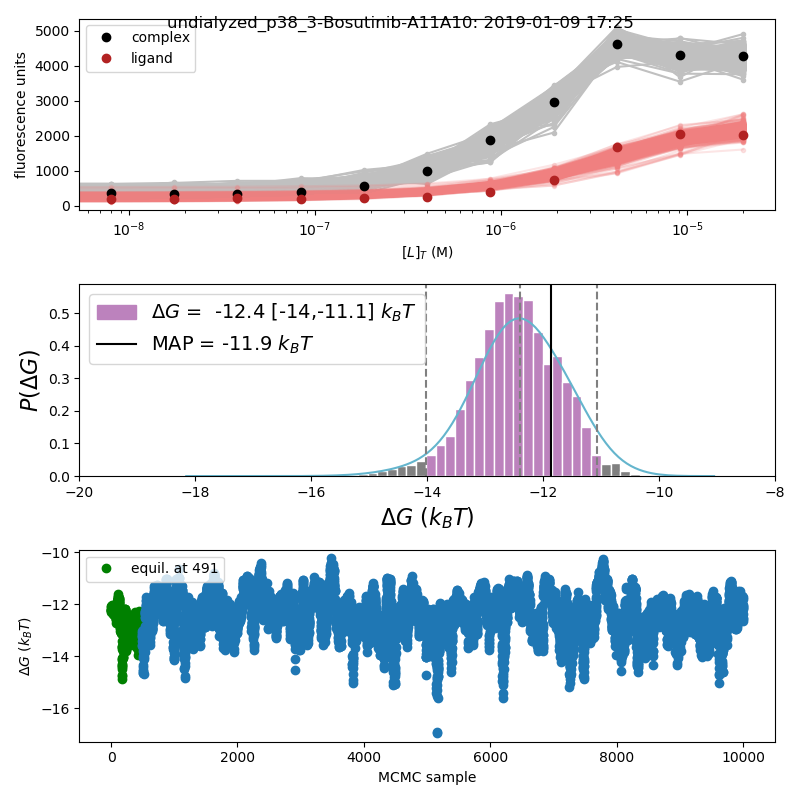 undialyzed_p38_3-Bosutinib-A11A10: 2019-01-09 17:25
complex
ligand
fluorescence units
0
1000
2000
3000
4000
5000
10⁻⁸
10⁻⁷
10⁻⁶
10⁻⁵
[L]_T (M)
ΔG = -12.4 [-14,-11.1] k_BT
MAP = -11.9 k_BT
P(ΔG)
0.0
0.1
0.2
0.3
0.4
0.5
−20
−18
−16
−14
−12
−10
−8
ΔG (k_BT)
equil. at 491
ΔG (k_BT)
−10
−12
−14
−16
0
2000
4000
6000
8000
10000
MCMC sample